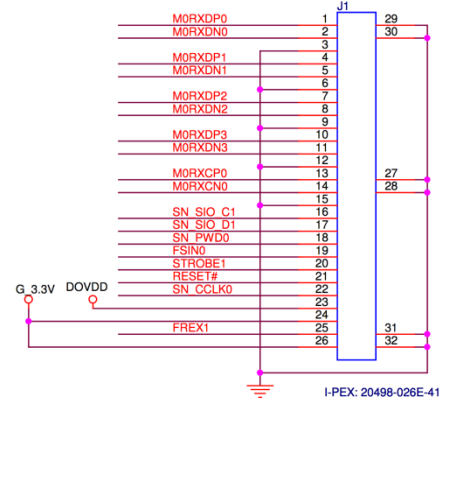 J1
M0RXDP0 1 29
M0RXDN0 2 30
3
M0RXDP1 4
M0RXDN1 5
6
M0RXDP2 7
M0RXDN2 8
9
M0RXDP3 10
M0RXDN3 11
12
M0RXCP0 13 27
M0RXCN0 14 28
15
SN_SIO_C1 16
SN_SIO_D1 17
SN_PWD0 18
FSIN0 19
STROBE1 20
RESET# 21
G_3.3V DOVDD SN_CCLK0 22
23
24
FREX1 25 31
26 32
I-PEX: 20498-026E-41